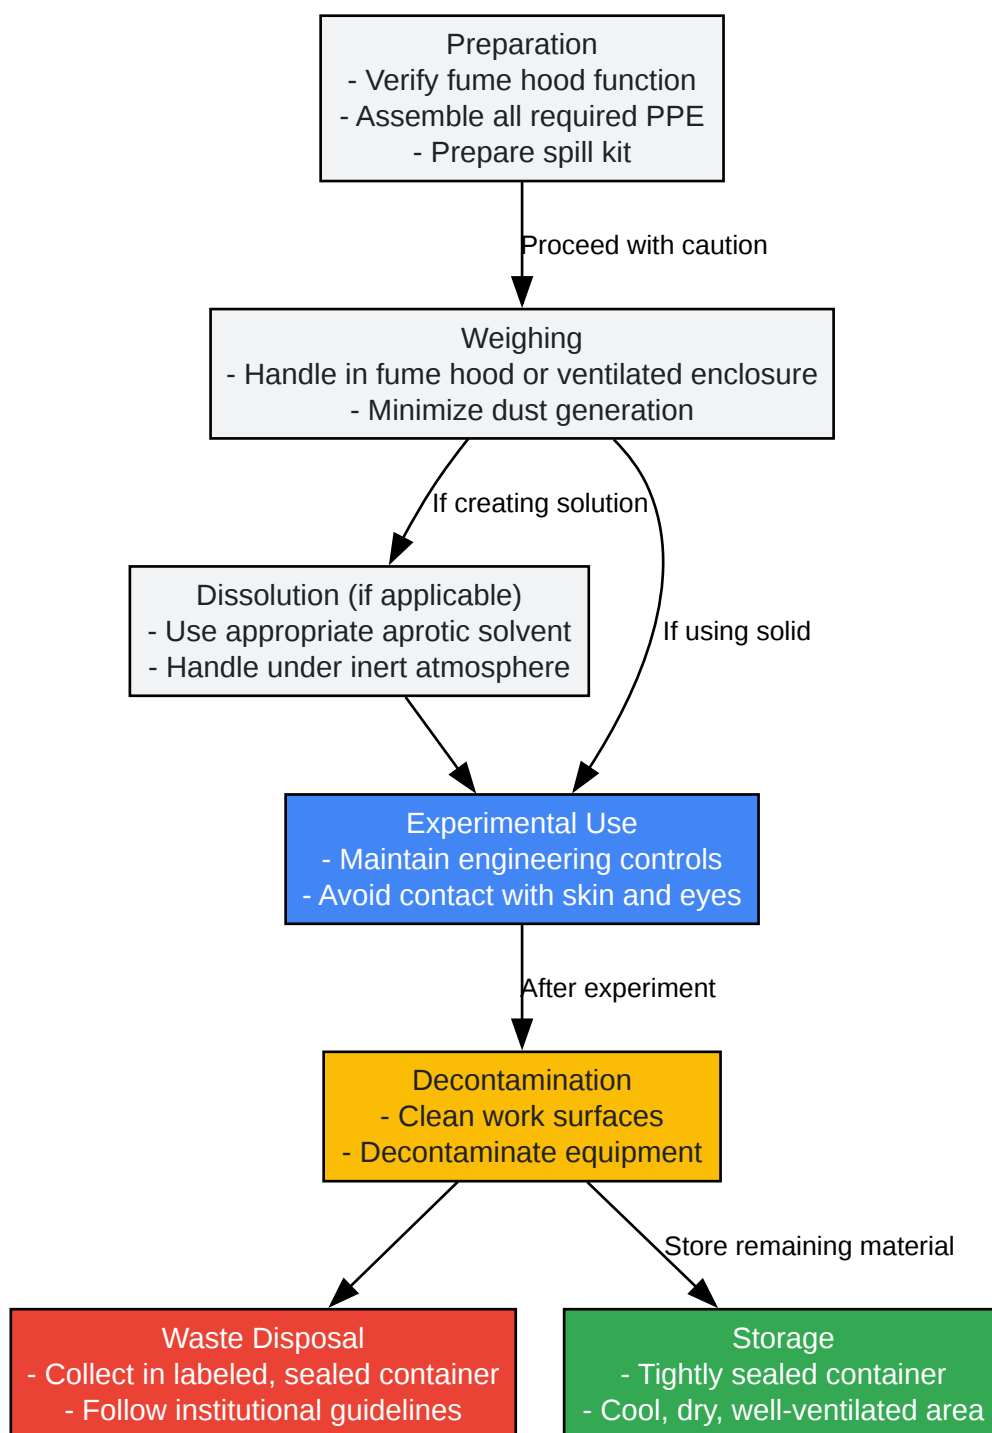 Preparation
- Verify fume hood function
- Assemble all required PPE
- Prepare spill kit
Proceed with caution
Weighing
- Handle in fume hood or ventilated enclosure
- Minimize dust generation
If creating solution
Dissolution (if applicable)
- Use appropriate aprotic solvent
- Handle under inert atmosphere
If using solid
Experimental Use
- Maintain engineering controls
- Avoid contact with skin and eyes
After experiment
Decontamination
- Clean work surfaces
- Decontaminate equipment
Store remaining material
Waste Disposal
- Collect in labeled, sealed container
- Follow institutional guidelines
Storage
- Tightly sealed container
- Cool, dry, well-ventilated area